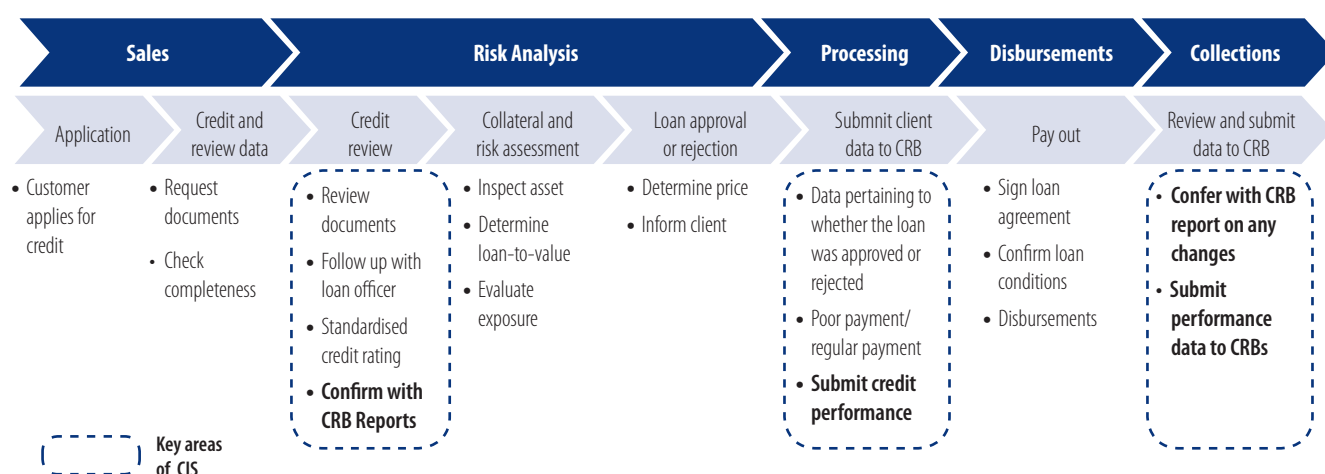 Sales
Risk Analysis
Processing
Disbursements
Collections
Application
Credit and
review data
Credit
review
Collateral and
risk assessment
Loan approval
or rejection
Submnit client
data to CRB
Pay out
Review and submit
data to CRB
• Customer
applies for
credit
• Request
documents
• Check
completeness
• Review
documents
• Follow up with
loan officer
• Standardised
credit rating
• Confirm with
CRB Reports
• Inspect asset
• Determine
loan-to-value
• Evaluate
exposure
• Determine price
• Inform client
• Data pertaining to
whether the loan
was approved or
rejected
• Poor payment/
regular payment
• Submit credit
performance
• Sign loan
agreement
• Confirm loan
conditions
• Disbursements
• Confer with CRB
report on any
changes
• Submit
performance
data to CRBs
Key areas
of CIS